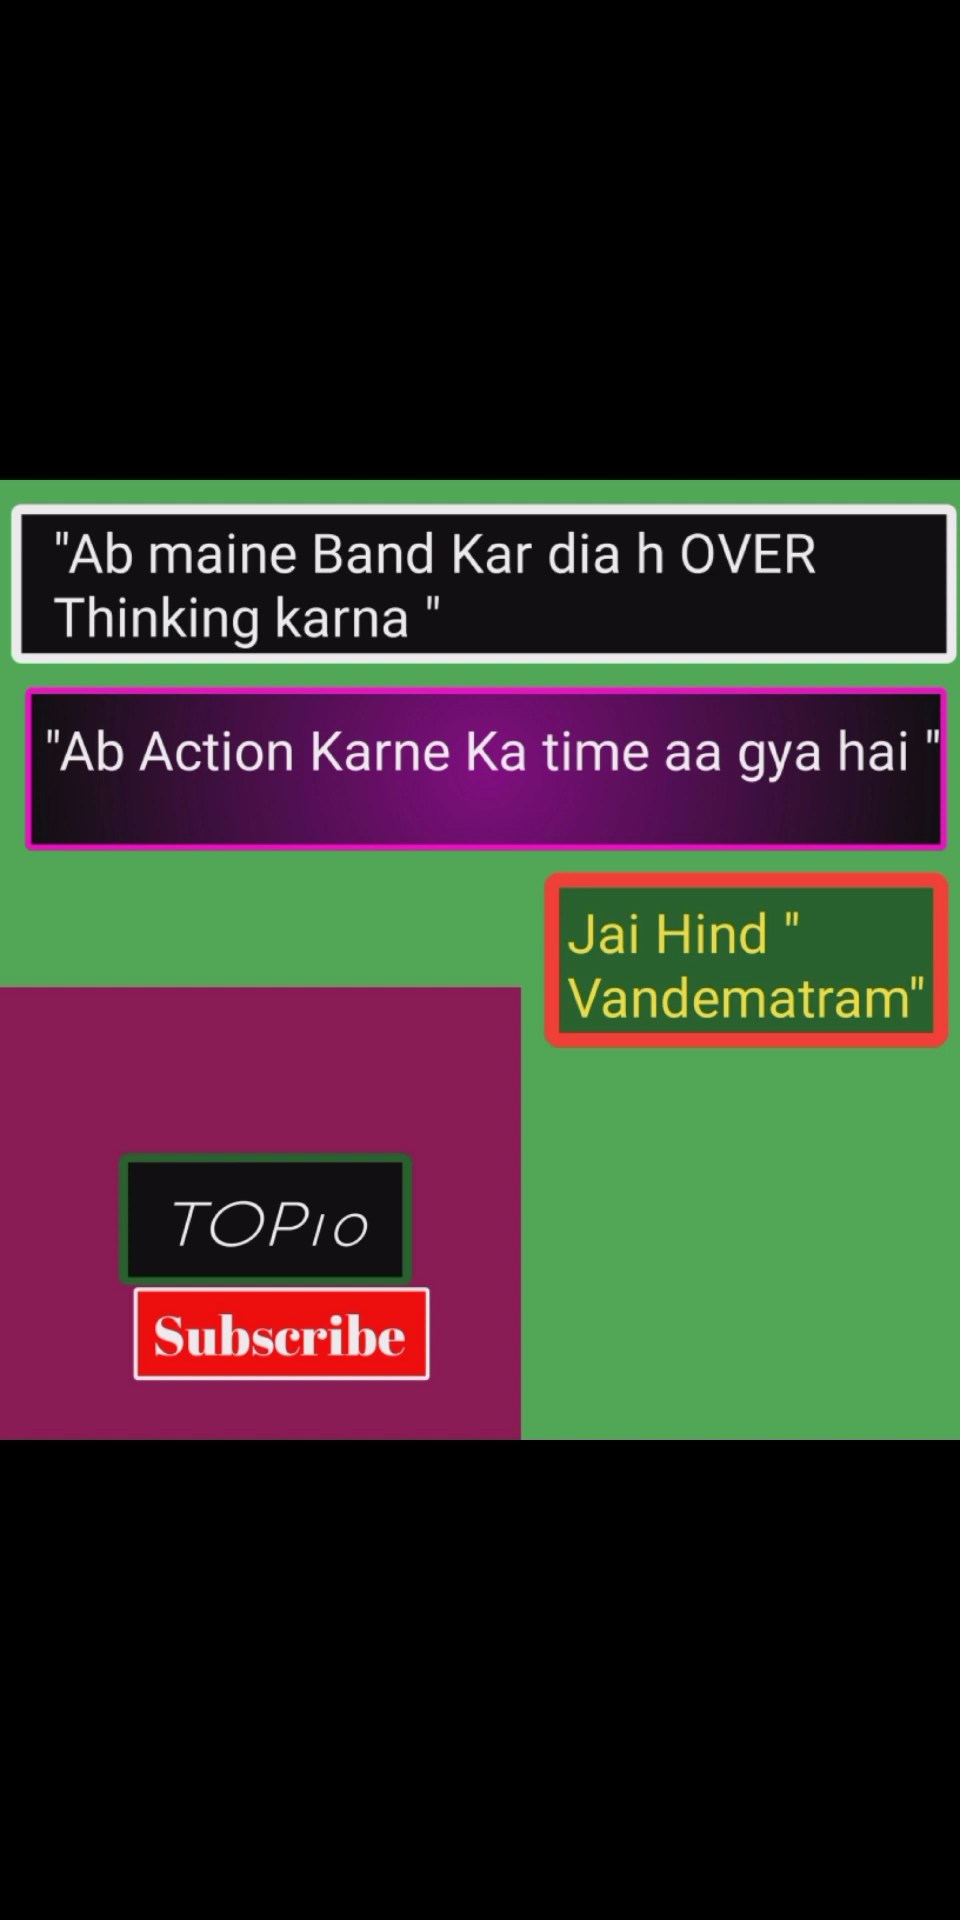 "Ab maine Band Kar dia h OVER
Thinking karna "
"Ab Action Karne Ka time aa gya hai "
Jai Hind "
Vandematram"
TOP10
Subscribe